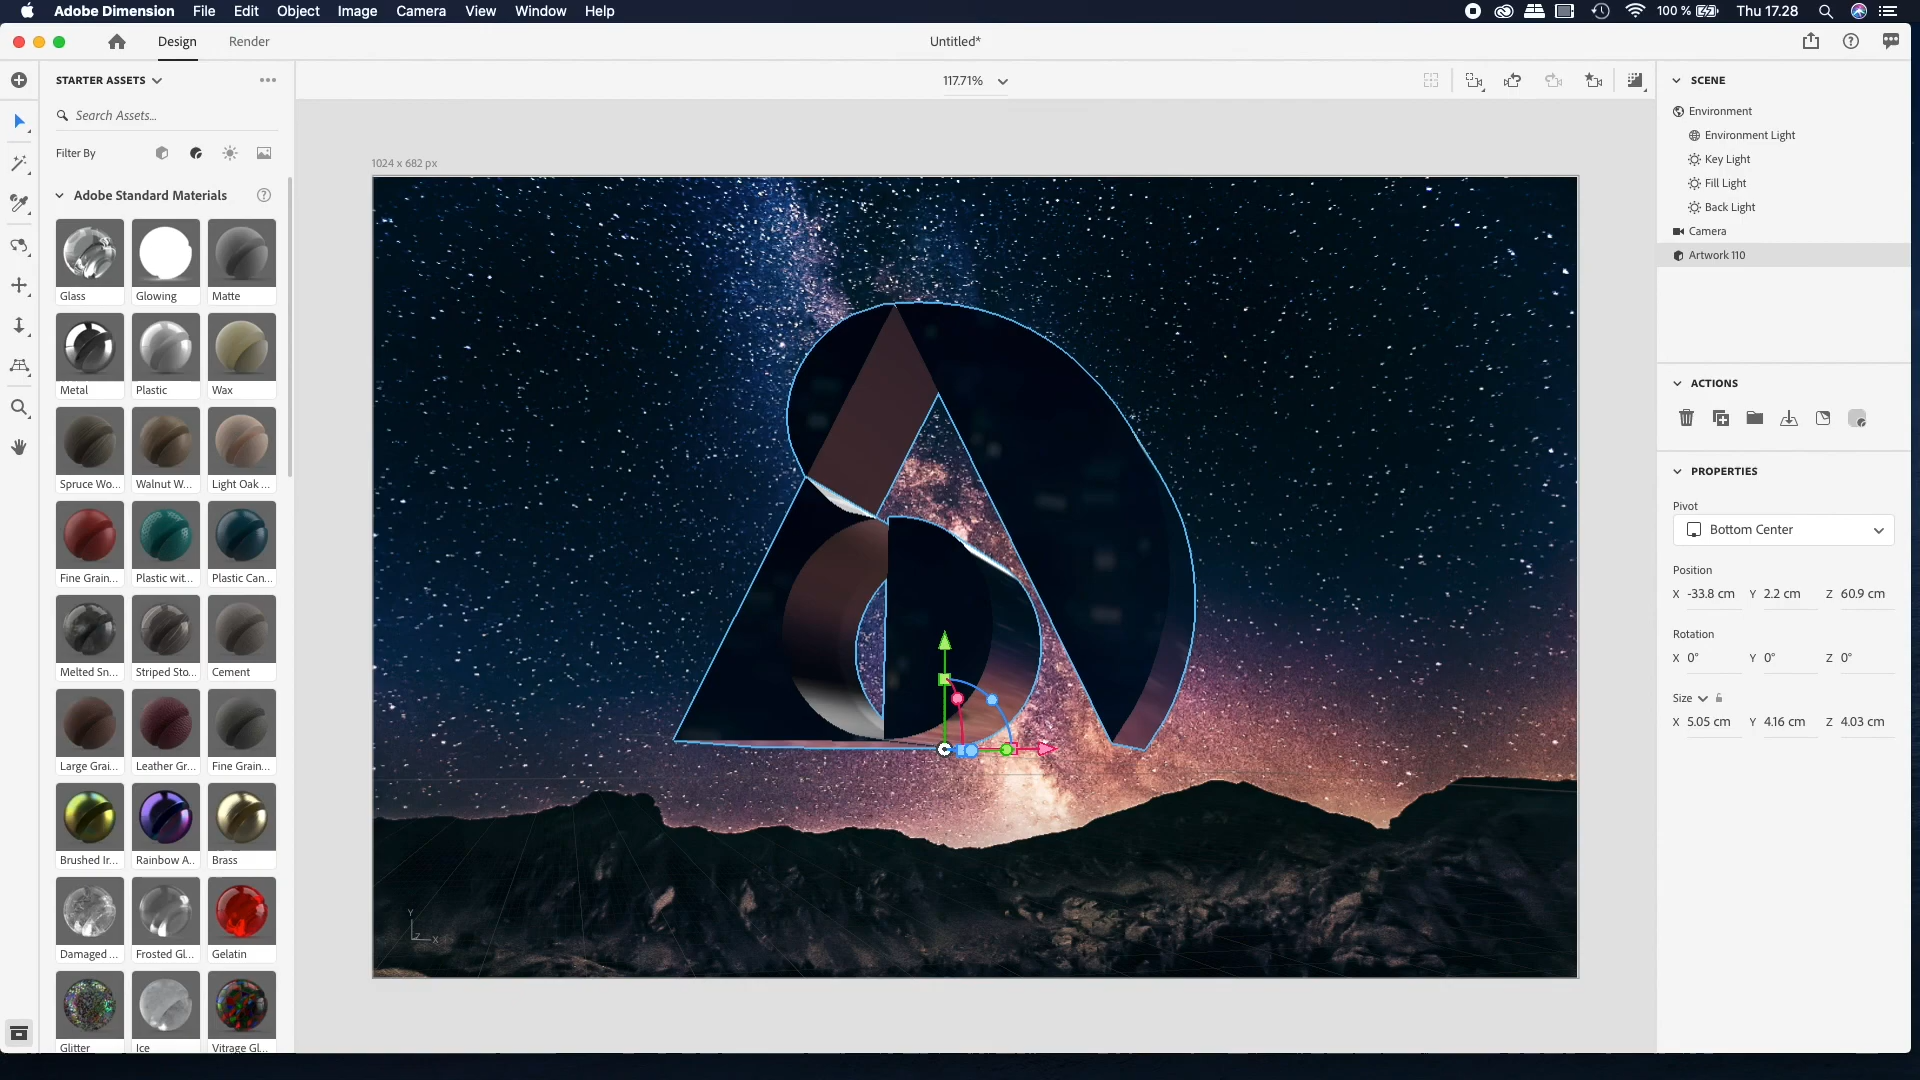 Adobe Dimension File Edit Object Image Camera View Window Help
100 % Thu 17.28
Design Render Untitled*
STARTER ASSETS
117.71%
Search Assets...
Filter By
Adobe Standard Materials
Glass Glowing Matte
Metal Plastic Wax
Spruce Wo... Walnut W... Light Oak ...
Fine Grain... Plastic wit... Plastic Can...
Melted Sn... Striped Sto... Cement
Large Grai... Leather Gr... Fine Grain...
Brushed Ir... Rainbow A.. Brass
Damaged ... Frosted Gl... Gelatin
Glitter Ice Vitrage Gl...
1024 x 682 px
Y
Z X
SCENE
Environment
Environment Light
Key Light
Fill Light
Back Light
Camera
Artwork 110
ACTIONS
PROPERTIES
Pivot
Bottom Center
Position
X -33.8 cm Y 2.2 cm Z 60.9 cm
Rotation
X 0° Y 0° Z 0°
Size
X 5.05 cm Y 4.16 cm Z 4.03 cm